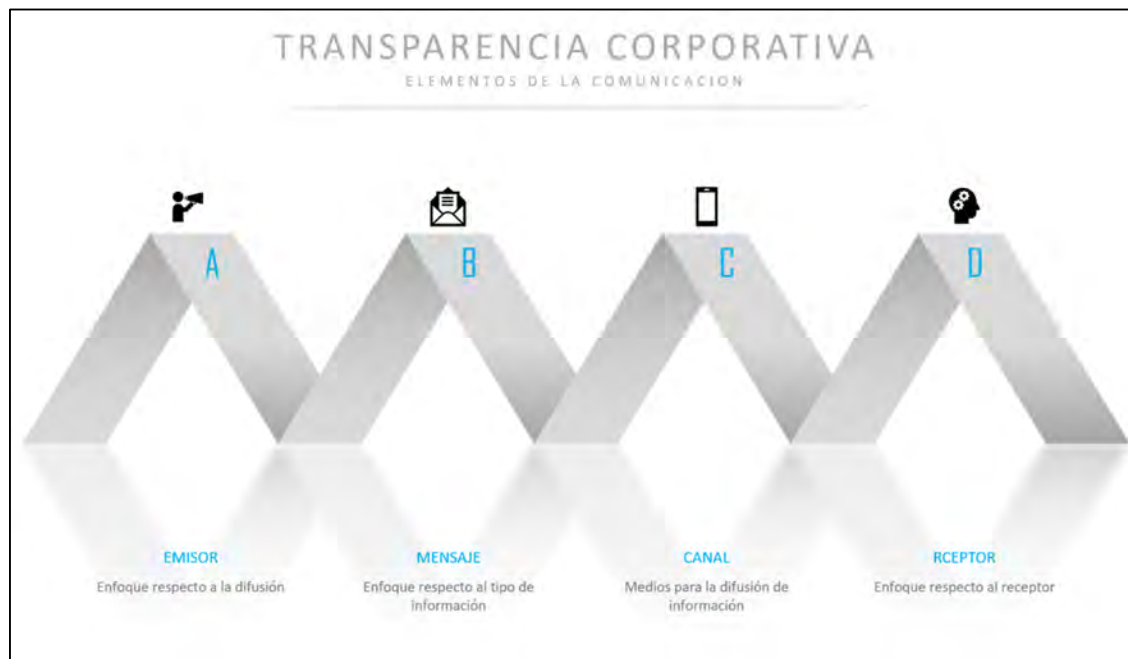 TRANSPARENCIA CORPORATIVA
ELEMENTOS DE LA COMUNICACION
A
B
C
D
EMISOR
Enfoque respecto a la difusión
MENSAJE
Enfoque respecto al tipo de
Información
CANAL
Medios para la difusión de
información
RCEPTOR
Enfoque respecto al receptor